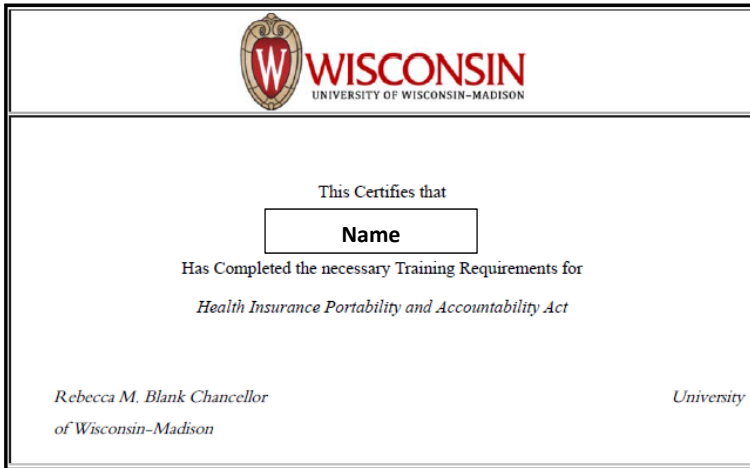 W WISCONSIN
UNIVERSITY OF WISCONSIN–MADISON
This Certifies that
Name
Has Completed the necessary Training Requirements for
Health Insurance Portability and Accountability Act
Rebecca M. Blank Chancellor University
of Wisconsin–Madison